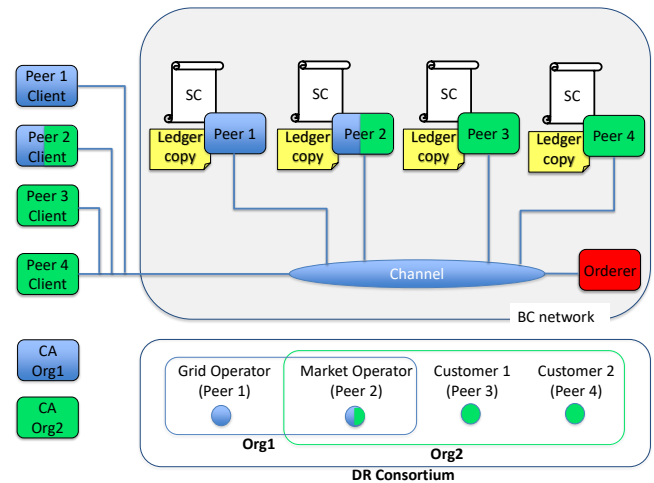 Peer 1
Client
Peer 2
Client
Peer 3
Client
Peer 4
Client
SC
SC
SC
SC
Ledger
copy
Peer 1
Ledger
copy
Peer 2
Ledger
copy
Peer 3
Ledger
copy
Peer 4
Channel
Orderer
BC network
CA
Org1
CA
Org2
Grid Operator
(Peer 1)
Market Operator
(Peer 2)
Customer 1
(Peer 3)
Customer 2
(Peer 4)
Org1
Org2
DR Consortium